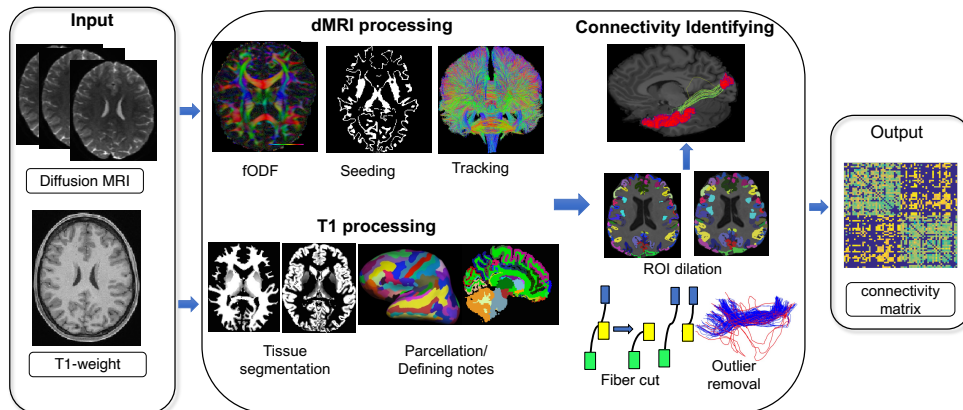 Input
Diffusion MRI
T1-weight
dMRI processing
fODF
Seeding
Tracking
T1 processing
Tissue
segmentation
Parcellation/
Defining notes
Connectivity Identifying
ROI dilation
Fiber cut
Outlier
removal
Output
connectivity
matrix